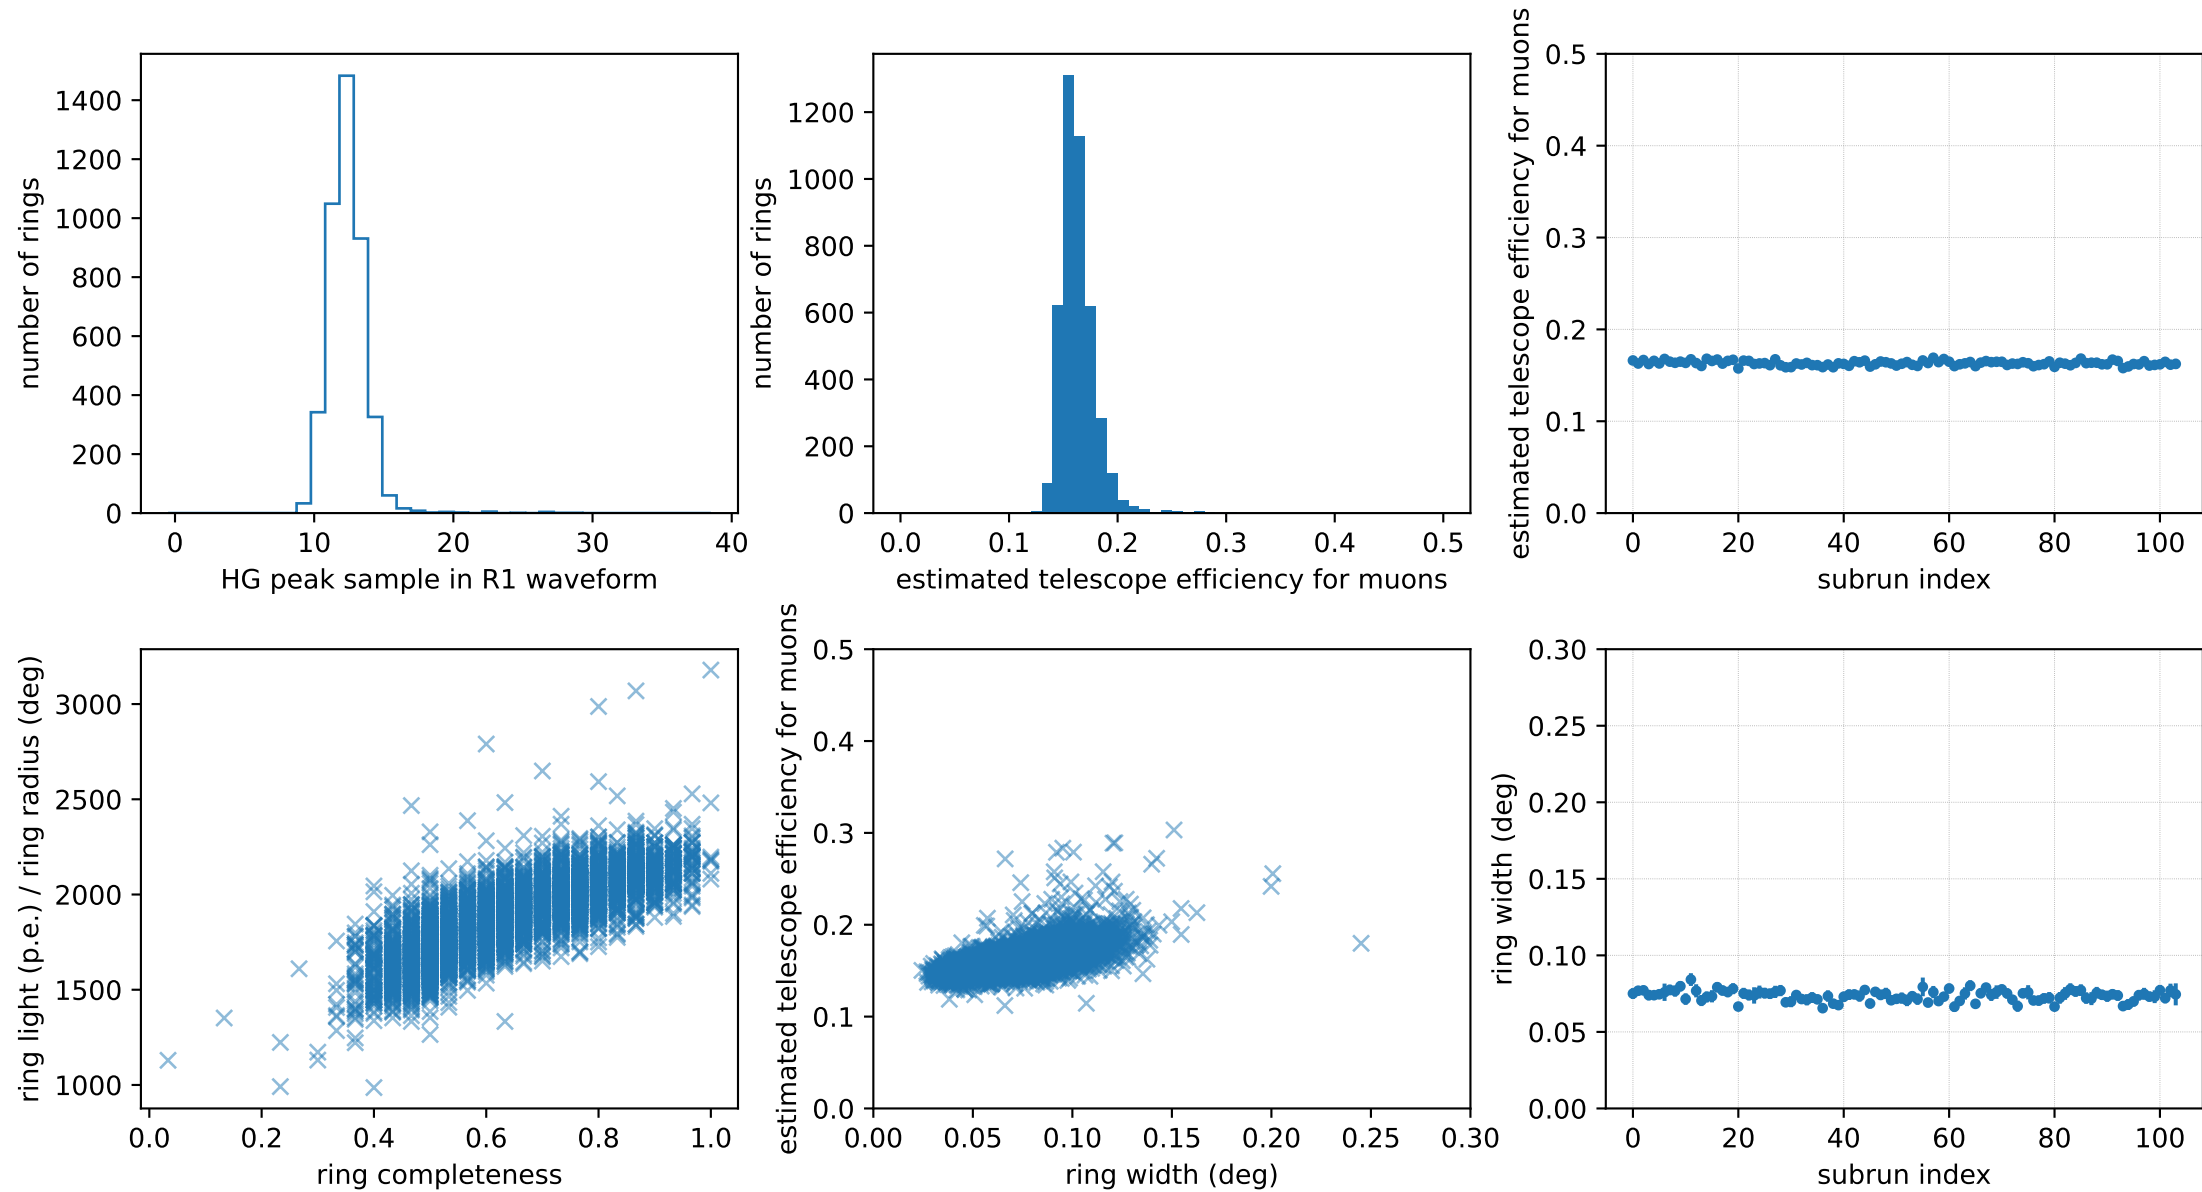 number of rings
1400
1200
1000
800
600
400
200
0
0 10 20 30 40
HG peak sample in R1 waveform
number of rings
1200
1000
800
600
400
200
0
0.0 0.1 0.2 0.3 0.4 0.5
estimated telescope efficiency for muons
estimated telescope efficiency for muons
0.5
0.4
0.3
0.2
0.1
0.0
0 20 40 60 80 100
subrun index
ring light (p.e.) / ring radius (deg)
3000
2500
2000
1500
1000
0.0 0.2 0.4 0.6 0.8 1.0
ring completeness
estimated telescope efficiency for muons
0.5
0.4
0.3
0.2
0.1
0.0
0.00 0.05 0.10 0.15 0.20 0.25 0.30
ring width (deg)
ring width (deg)
0.30
0.25
0.20
0.15
0.10
0.05
0.00
0 20 40 60 80 100
subrun index